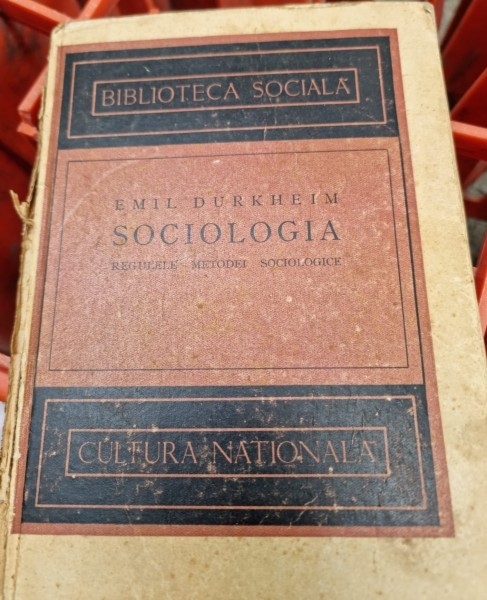 BIBLIOTECA SOCIALĂ
EMIL DURKHEIM
SOCIOLOGIA
REGULELE METODEI SOCIOLOGICE
CULTURA NAȚIONALĂ